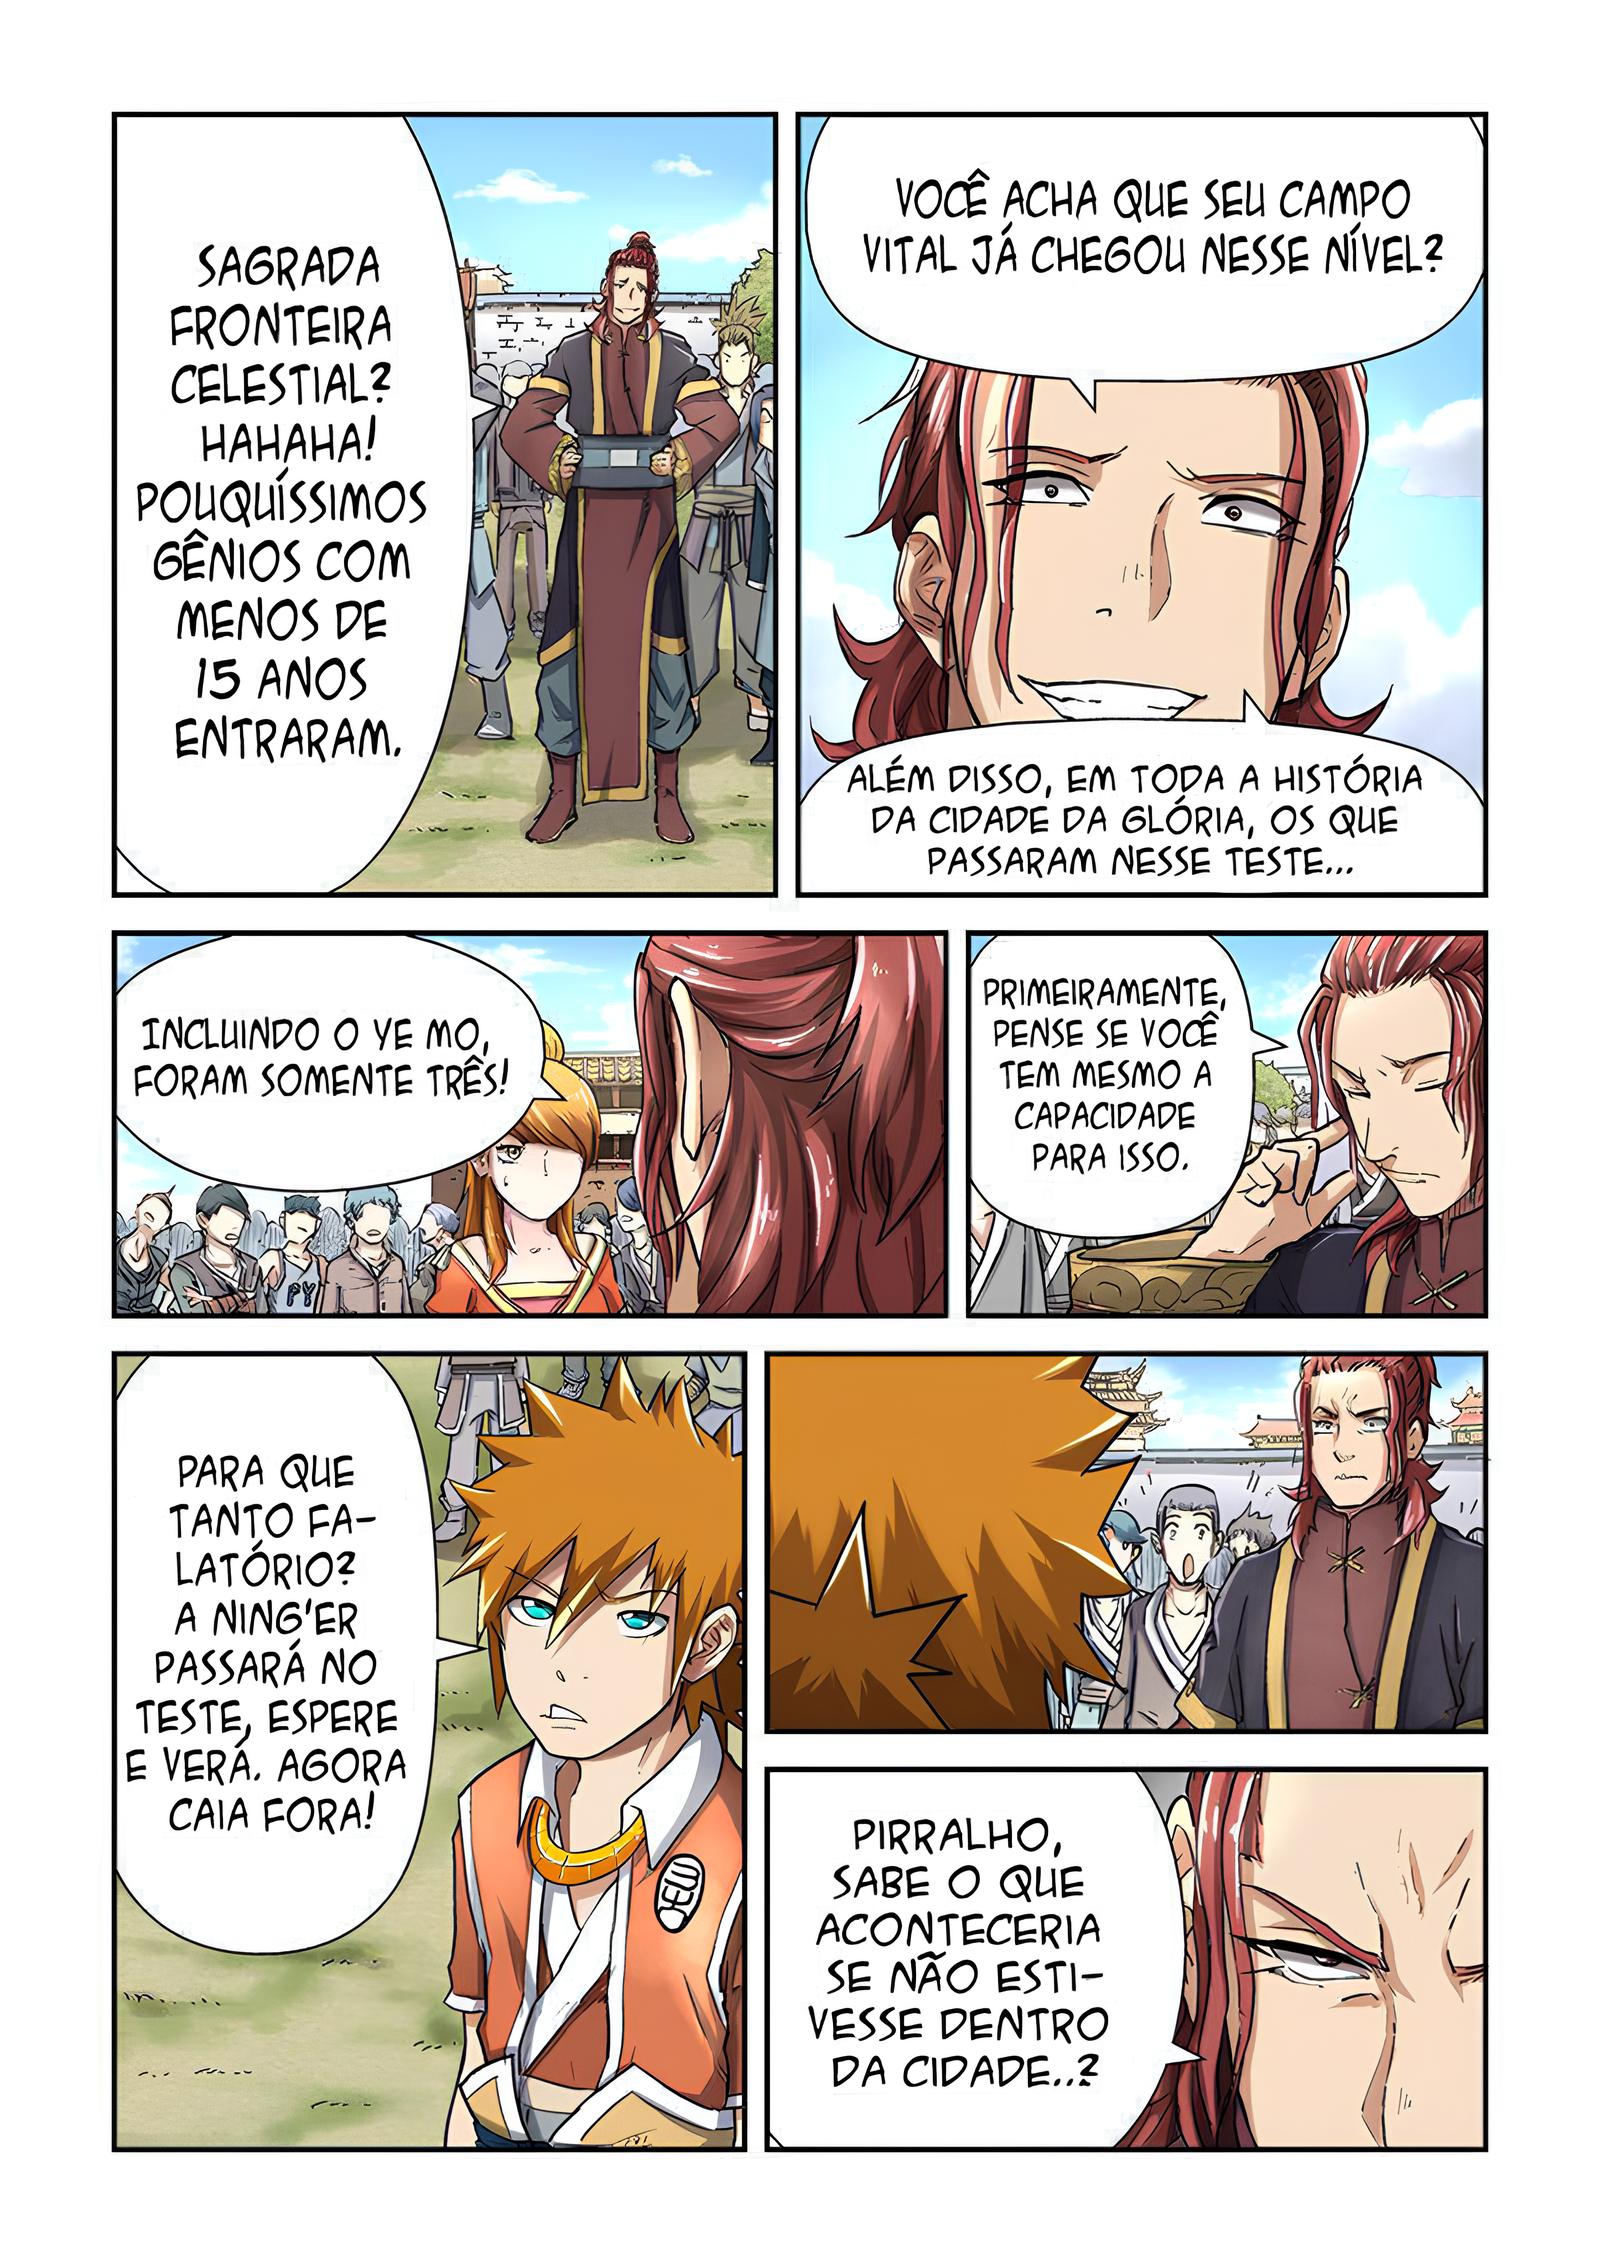 SAGRADA
FRONTEIRA
CELESTIAL?
HAHAHA!
POUQUÍSSIMOS
GÊNIOS COM
MENOS DE
15 ANOS
ENTRARAM.
VOCÊ ACHA QUE SEU CAMPO
VITAL JÁ CHEGOU NESSE NÍVEL?
ALÉM DISSO, EM TODA A HISTÓRIA
DA CIDADE DA GLÓRIA, OS QUE
PASSARAM NESSE TESTE...
INCLUINDO O YE MO,
FORAM SOMENTE TRÊS!
PY
PRIMEIRAMENTE,
PENSE SE VOCÊ
TEM MESMO A
CAPACIDADE
PARA ISSO.
PARA QUE
TANTO FA-
LATÓRIO?
A NING'ER
PASSARÁ NO
TESTE, ESPERE
E VERÁ. AGORA
CAIA FORA!
PIRRALHO,
SABE O QUE
ACONTECERIA
SE NÃO ESTI-
VESSE DENTRO
DA CIDADE..?